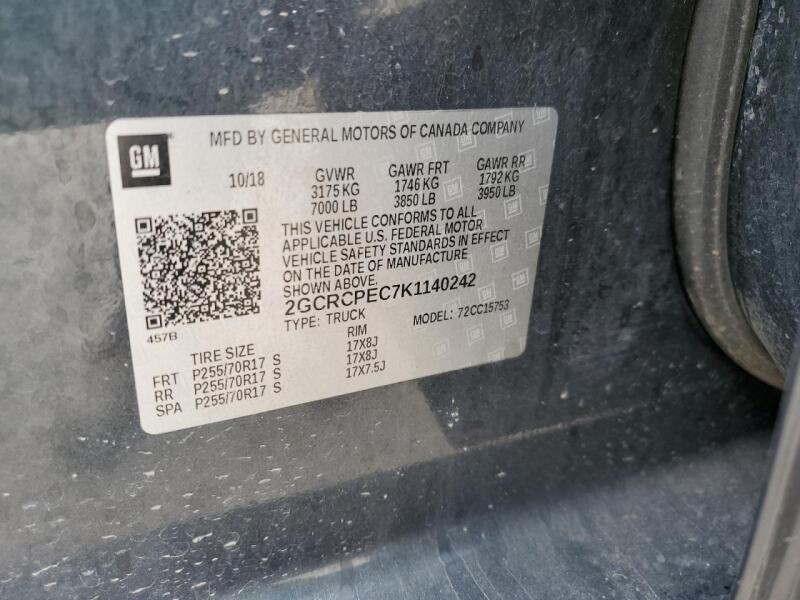 GM
MFD BY GENERAL MOTORS OF CANADA COMPANY
10/18 GVWR GAWR FRT GAWR RR
3175 KG 1746 KG 1792 KG
7000 LB 3850 LB 3950 LB
THIS VEHICLE CONFORMS TO ALL
APPLICABLE U.S. FEDERAL MOTOR
VEHICLE SAFETY STANDARDS IN EFFECT
ON THE DATE OF MANUFACTURE
SHOWN ABOVE.
2GCRCPEC7K1140242
457B TYPE: TRUCK MODEL: 72CC15753
TIRE SIZE RIM
FRT P255/70R17 S 17X8J
RR P255/70R17 S 17X8J
SPA P255/70R17 S 17X7.5J